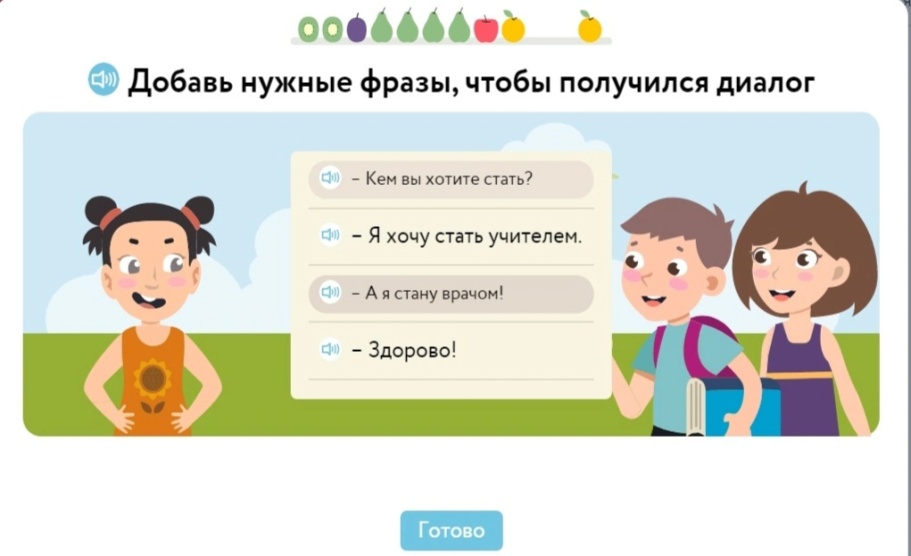 Добавь нужные фразы, чтобы получился диалог
– Кем вы хотите стать?
– Я хочу стать учителем.
– А я стану врачом!
– Здорово!
Готово